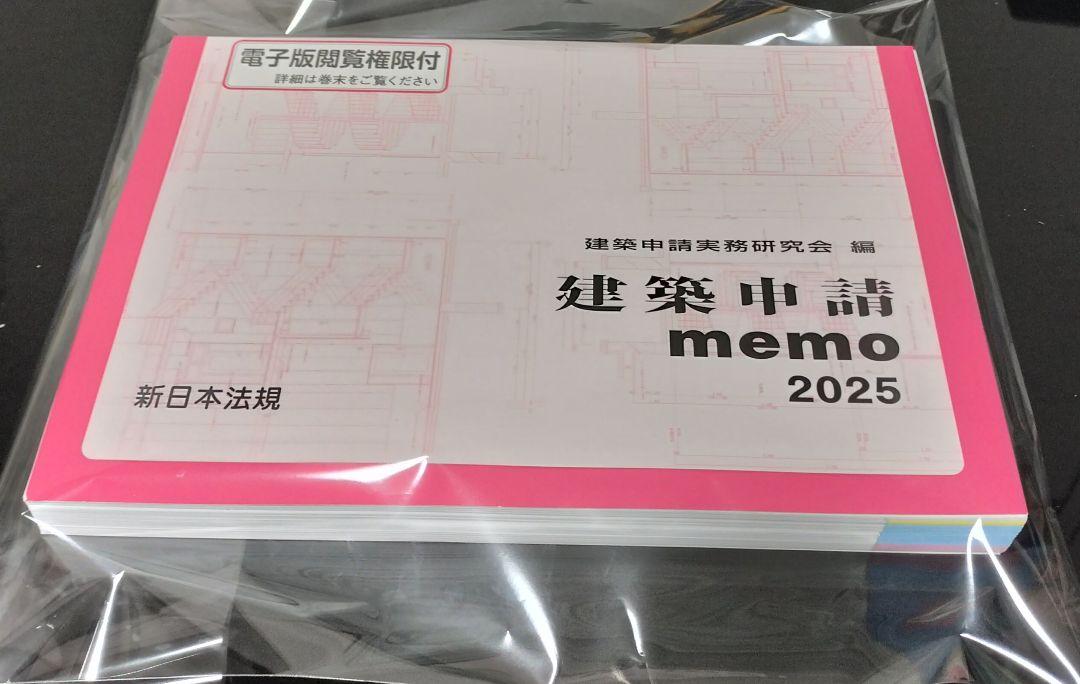 電子版閲覧権限付
詳細は巻末をご覧ください
建築申請実務研究会 編
建築申請
memo
2025
新日本法規